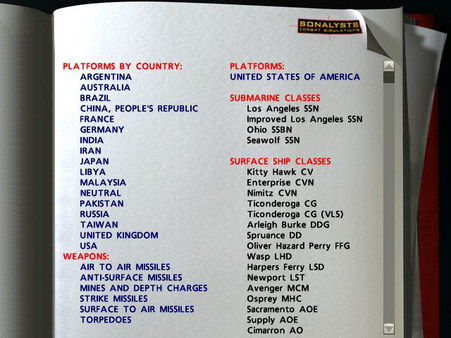 SONALYSTS
COMBAT SIMULATIONS
PLATFORMS BY COUNTRY:
ARGENTINA
AUSTRALIA
BRAZIL
CHINA, PEOPLE'S REPUBLIC
FRANCE
GERMANY
INDIA
IRAN
JAPAN
LIBYA
MALAYSIA
NEUTRAL
PAKISTAN
RUSSIA
TAIWAN
UNITED KINGDOM
USA
WEAPONS:
AIR TO AIR MISSILES
ANTI-SURFACE MISSILES
MINES AND DEPTH CHARGES
STRIKE MISSILES
SURFACE TO AIR MISSILES
TORPEDOES
PLATFORMS:
UNITED STATES OF AMERICA
SUBMARINE CLASSES
Los Angeles SSN
Improved Los Angeles SSN
Ohio SSBN
Seawolf SSN
SURFACE SHIP CLASSES
Kitty Hawk CV
Enterprise CVN
Nimitz CVN
Ticonderoga CG
Ticonderoga CG (VLS)
Arleigh Burke DDG
Spruance DD
Oliver Hazard Perry FFG
Wasp LHD
Harpers Ferry LSD
Newport LST
Avenger MCM
Osprey MHC
Sacramento AOE
Supply AOE
Cimarron AO